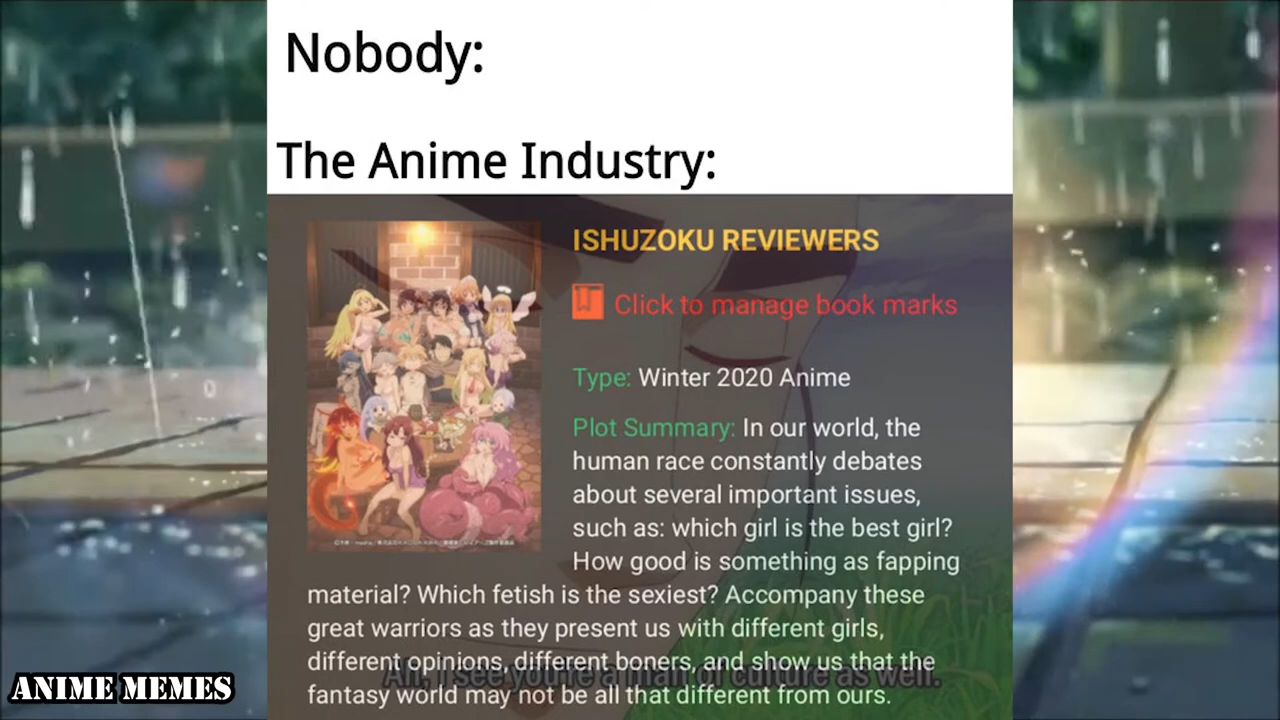 Nobody:
The Anime Industry:
ISHUZOKU REVIEWERS
Click to manage book marks
Type: Winter 2020 Anime
Plot Summary: In our world, the
human race constantly debates
about several important issues,
such as: which girl is the best girl?
How good is something as fapping
material? Which fetish is the sexiest? Accompany these
great warriors as they present us with different girls,
different opinions, different boners, and show us that the
Ah, I see you're a man of culture as well.
fantasy world may not be all that different from ours.
ANIME MEMES